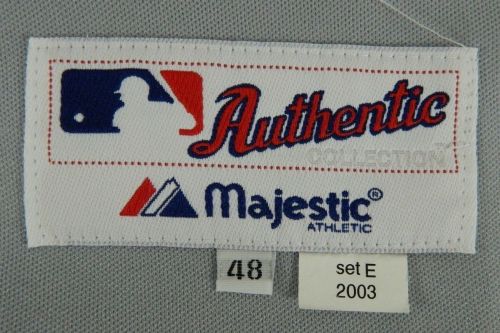 Authentic
COLLECTION
Majestic®
ATHLETIC
48
set E
2003